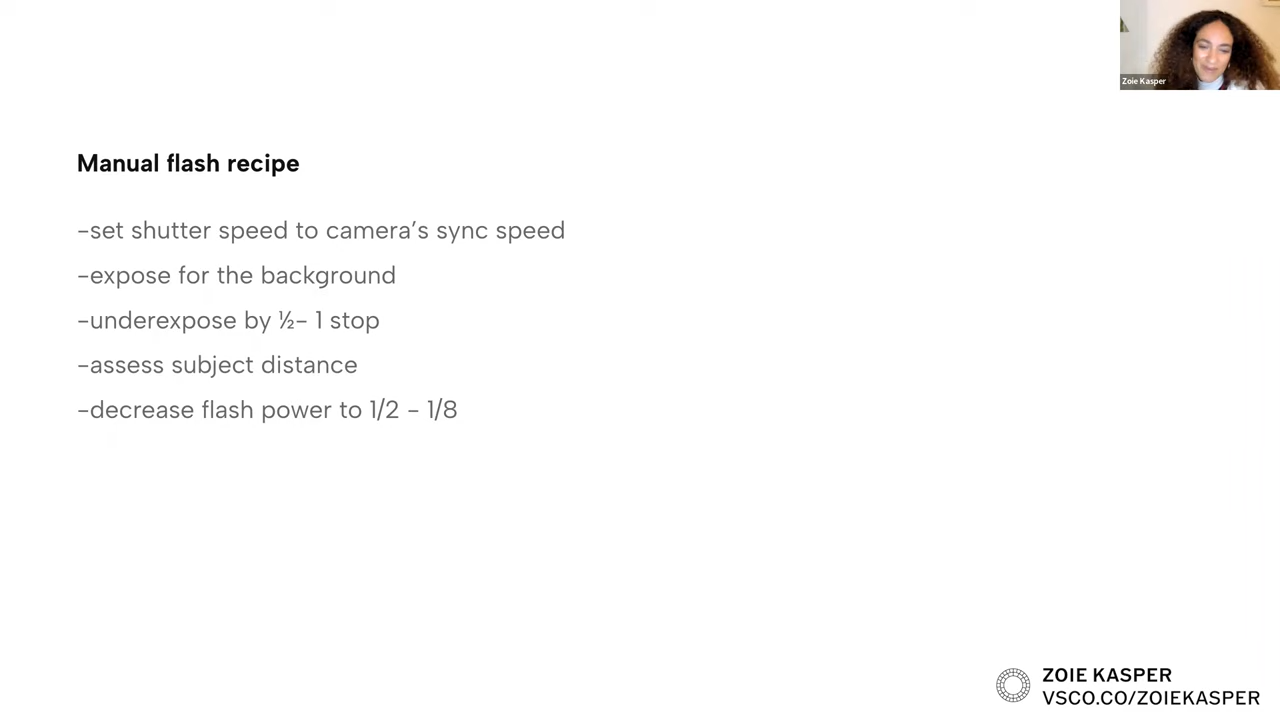 Zoie Kasper
Manual flash recipe
-set shutter speed to camera’s sync speed
-expose for the background
-underexpose by ½- 1 stop
-assess subject distance
-decrease flash power to 1/2 - 1/8
ZOIE KASPER
VSCO.CO/ZOIEKASPER